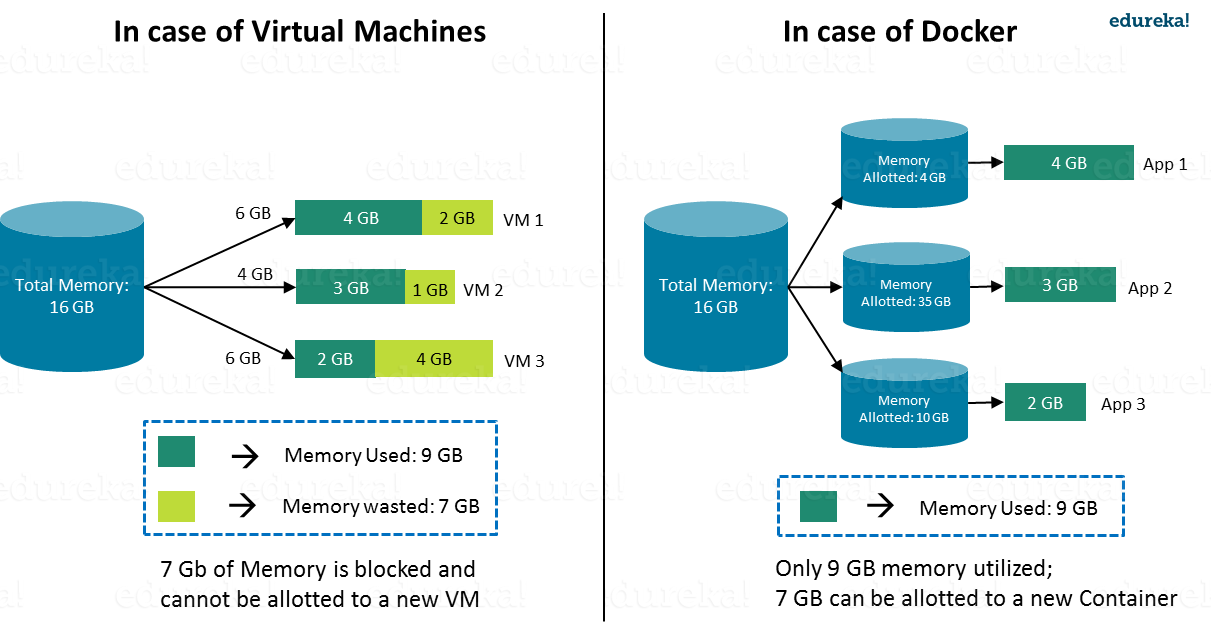 In case of Virtual Machines
Total Memory:
16 GB
6 GB
4 GB
2 GB
VM 1
4 GB
3 GB
1 GB
VM 2
6 GB
2 GB
4 GB
VM 3
Memory Used: 9 GB
Memory wasted: 7 GB
7 Gb of Memory is blocked and
cannot be allotted to a new VM
In case of Docker
edureka!
Total Memory:
16 GB
Memory
Allotted: 4 GB
4 GB
App 1
Memory
Allotted: 35 GB
3 GB
App 2
Memory
Allotted: 10 GB
2 GB
App 3
Memory Used: 9 GB
Only 9 GB memory utilized;
7 GB can be allotted to a new Container